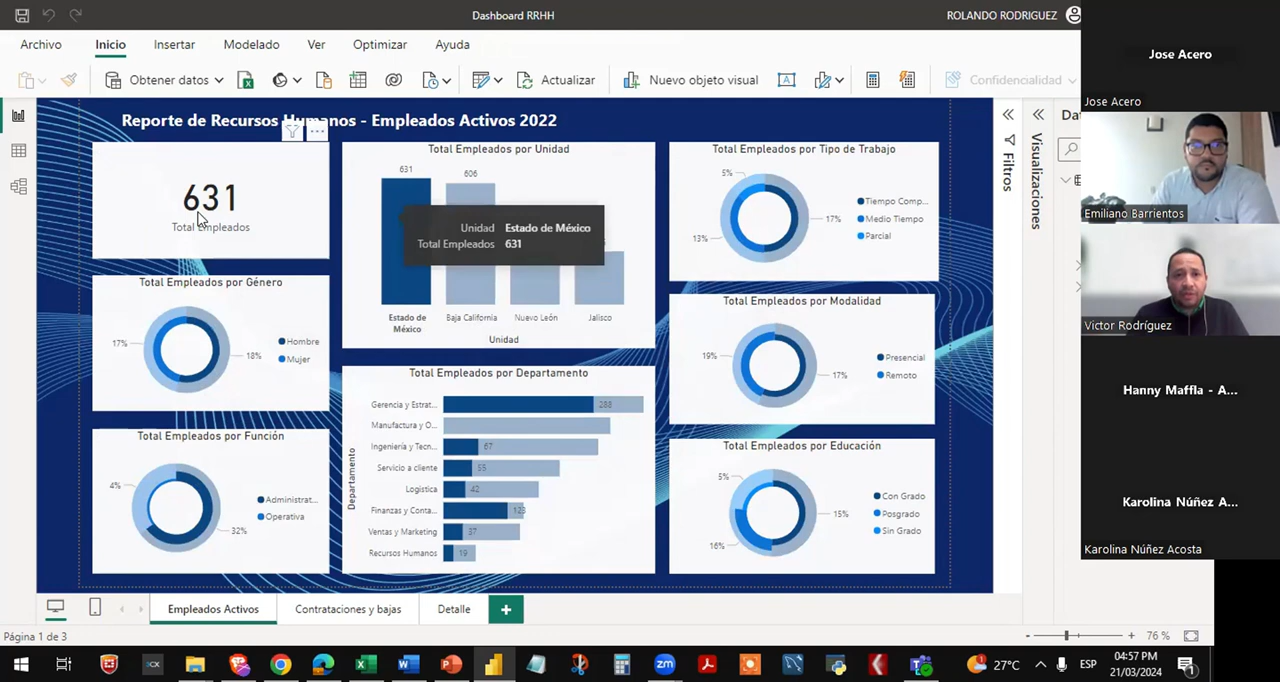 Dashboard RRHH
ROLANDO RODRIGUEZ
Archivo
Inicio
Insertar
Modelado
Ver
Optimizar
Ayuda
Obtener datos
Actualizar
Nuevo objeto visual
Confidencialidad
Reporte de Recursos Humanos - Empleados Activos 2022
631
Total Empleados
Total Empleados por Género
17%
18%
Hombre
Mujer
Total Empleados por Función
4%
32%
Administrat...
Operativa
Total Empleados por Unidad
631
606
Unidad Estado de México
Total Empleados 631
Estado de
México
Baja California
Nuevo León
Jalisco
Unidad
Total Empleados por Departamento
Departamento
Gerencia y Estrat...
288
Manufactura y O...
Ingeniería y Tecn...
67
Servicio a cliente
55
Logistica
42
Finanzas y Conta...
123
Ventas y Marketing
37
Recursos Humanos
19
Total Empleados por Tipo de Trabajo
5%
17%
13%
Tiempo Comp...
Medio Tiempo
Parcial
Total Empleados por Modalidad
19%
17%
Presencial
Remoto
Total Empleados por Educación
5%
15%
16%
Con Grado
Posgrado
Sin Grado
Filtros
Visualizaciones
Jose Acero
Jose Acero
Emiliano Barrientos
Victor Rodríguez
Hanny Maffla - A...
Karolina Núñez A...
Karolina Núñez Acosta
Empleados Activos
Contrataciones y bajas
Detalle
Página 1 de 3
76 %
27°C
ESP
04:57 PM
21/03/2024
1